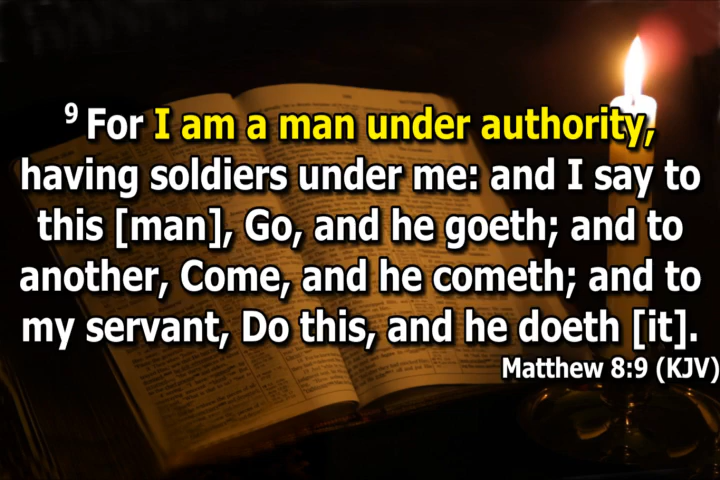 9 For I am a man under authority,
having soldiers under me: and I say to
this [man], Go, and he goeth; and to
another, Come, and he cometh; and to
my servant, Do this, and he doeth [it].
Matthew 8:9 (KJV)